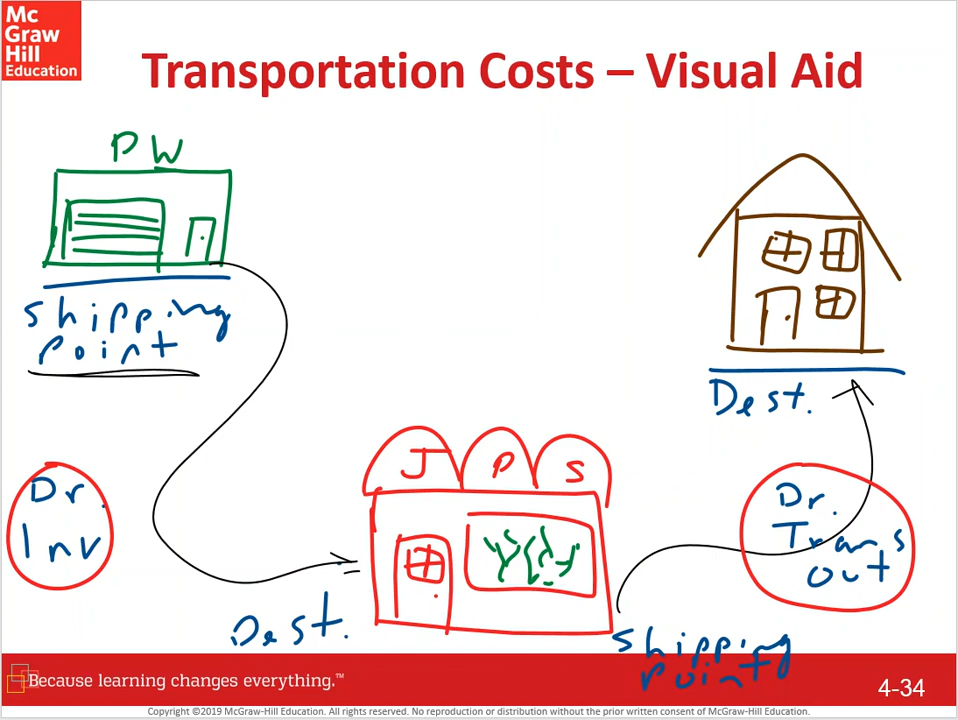 Mc
Graw
Hill
Education
Transportation Costs – Visual Aid
PW
Shipping
Point
Dest.
J P S
Dr.
Inv
Dr.
Trans
out
Dest.
Shipping
Point
Because learning changes everything.™
4-34
Copyright ©2019 McGraw-Hill Education. All rights reserved. No reproduction or distribution without the prior written consent of McGraw-Hill Education.